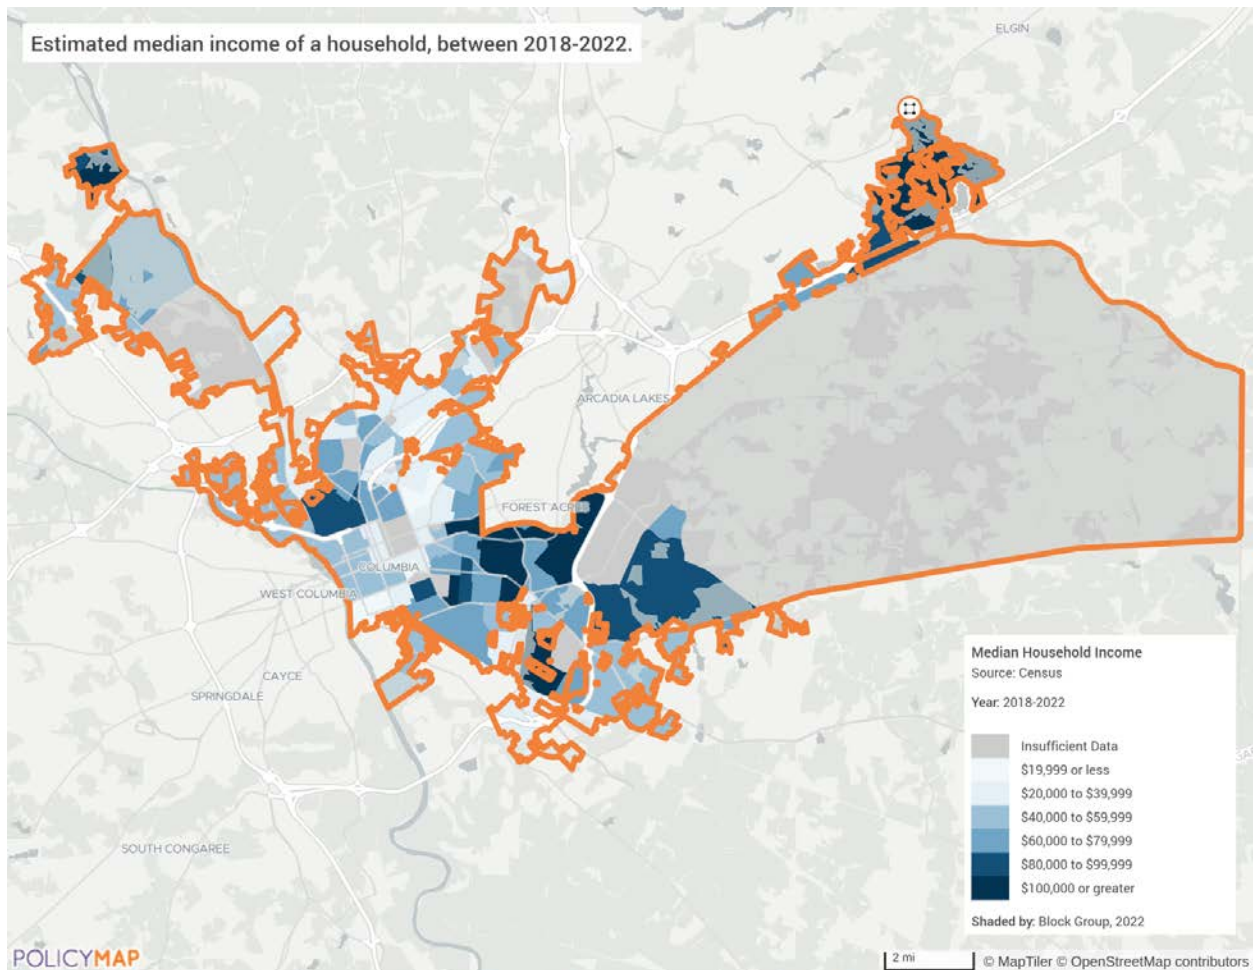 Estimated median income of a household, between 2018-2022.
ELGIN
ARCADIA LAKES
FOREST ACRES
COLUMBIA
WEST COLUMBIA
CAYCE
SPRINGDALE
SOUTH CONGAREE
Median Household Income
Source: Census
Year: 2018-2022
Insufficient Data
$19,999 or less
$20,000 to $39,999
$40,000 to $59,999
$60,000 to $79,999
$80,000 to $99,999
$100,000 or greater
Shaded by: Block Group, 2022
POLICYMAP
2 mi
© MapTiler © OpenStreetMap contributors